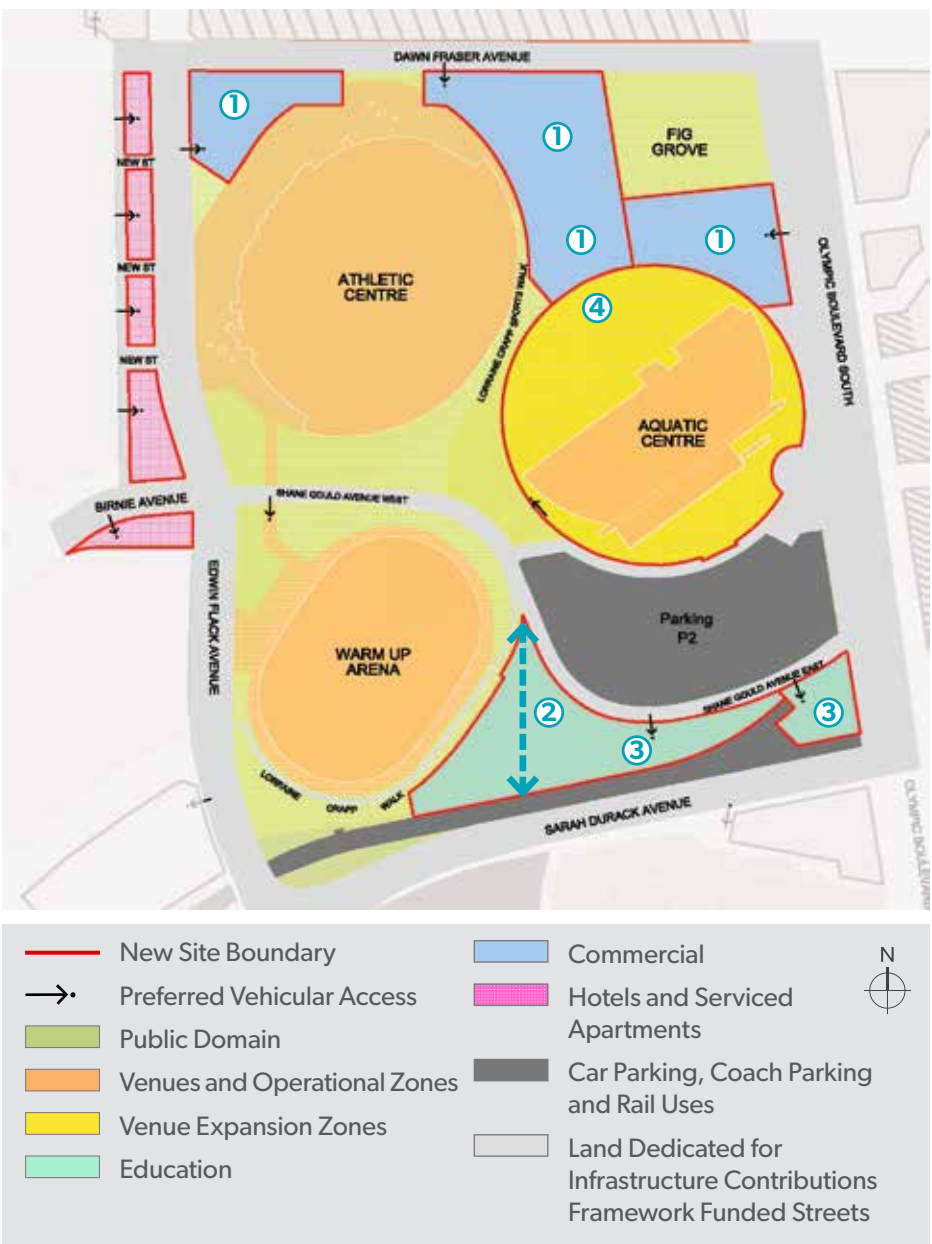 DAWN FRASER AVENUE
1
1
FIG
GROVE
NEW ST
1
1
OLYMPIC BOULEVARD SOUTH
NEW ST
ATHLETIC
CENTRE
LORRAINE CRAPP SPORTS WALK
4
NEW ST
AQUATIC
CENTRE
BIRNIE AVENUE
SHANE GOULD AVENUE WEST
EDWIN FLACK AVENUE
Parking
P2
WARM UP
ARENA
SHANE GOULD AVENUE EAST
2
3
3
LORRAINE CRAPP WALK
SARAH DURACK AVENUE
OLYMPIC BOULEVARD
New Site Boundary
Preferred Vehicular Access
Public Domain
Venues and Operational Zones
Venue Expansion Zones
Education
Commercial
Hotels and Serviced
Apartments
Car Parking, Coach Parking
and Rail Uses
Land Dedicated for
Infrastructure Contributions
Framework Funded Streets
N